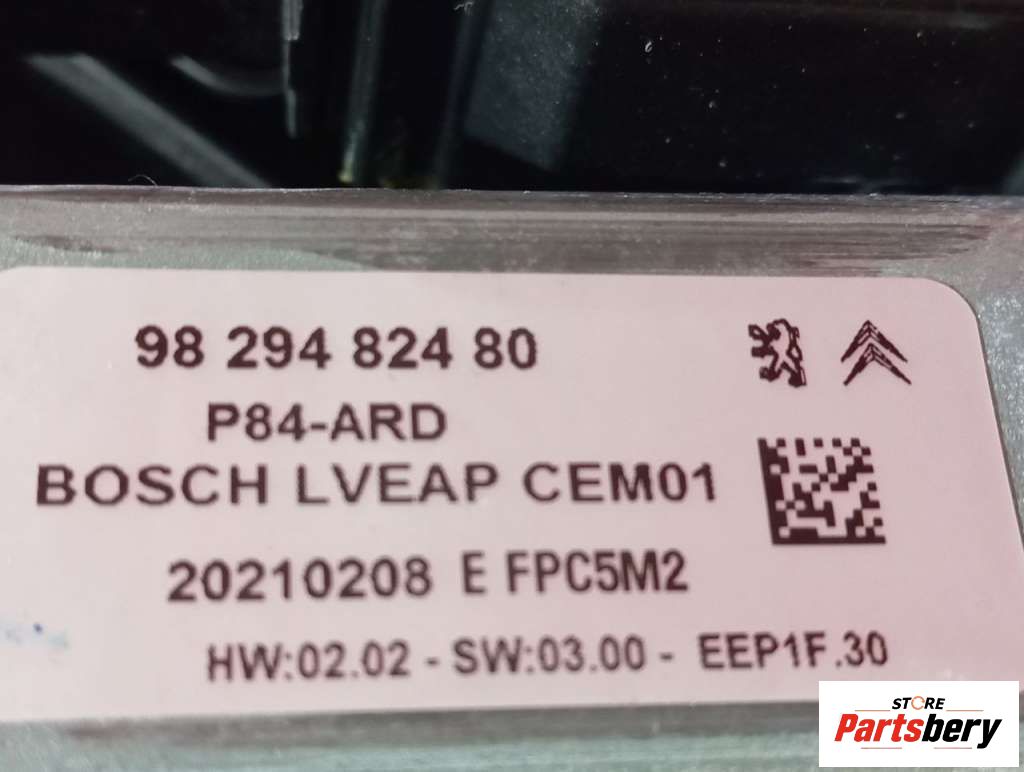 98 294 824 80
P84-ARD
BOSCH LVEAP CEM01
20210208 E FPC5M2
HW:02.02 - SW:03.00 - EEP1F.30
STORE
Partsbery